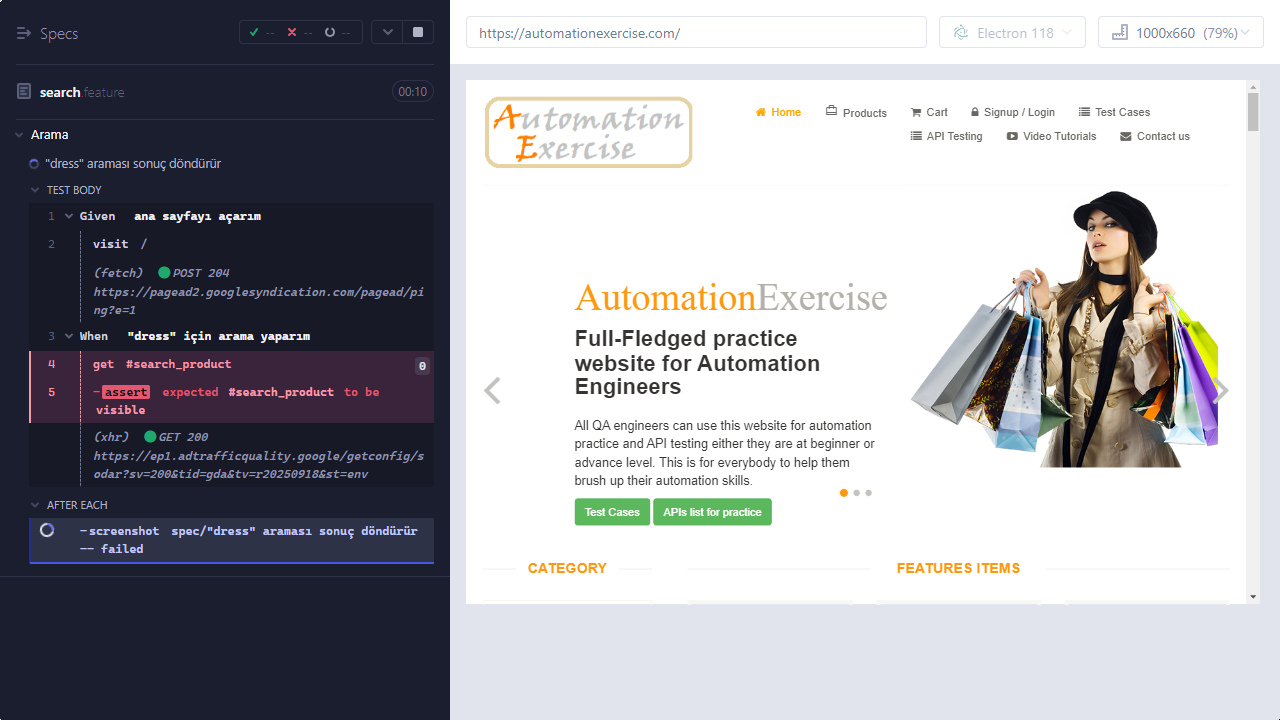 Specs
--
--
--
search.feature
00:10
Arama
"dress" araması sonuç döndürür
TEST BODY
1 Given ana sayfayı açarım
2 visit /
(fetch) POST 204
https://pagead2.googlesyndication.com/pagead/pi
ng?e=1
3 When "dress" için arama yaparım
4 get #search_product 0
5 -assert expected #search_product to be
visible
(xhr) GET 200
https://ep1.adtrafficquality.google/getconfig/s
odar?sv=200&tid=gda&tv=r20250918&st=env
AFTER EACH
-screenshot spec/"dress" araması sonuç döndürür
-- failed
https://automationexercise.com/
Electron 118
1000x660 (79%)
Automation
Exercise
Home
Products
Cart
Signup / Login
Test Cases
API Testing
Video Tutorials
Contact us
AutomationExercise
Full-Fledged practice
website for Automation
Engineers
All QA engineers can use this website for automation
practice and API testing either they are at beginner or
advance level. This is for everybody to help them
brush up their automation skills.
Test Cases
APIs list for practice
CATEGORY
FEATURES ITEMS